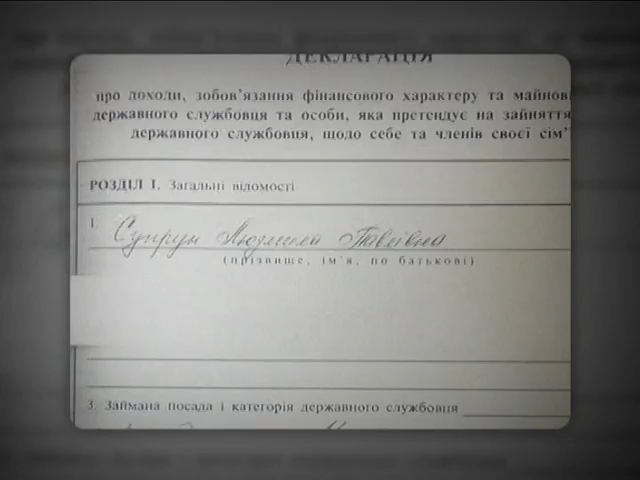 ДЕКЛАРАЦІЯ
про доходи, зобов'язання фінансового характеру та майнов
державного службовця та особи, яка претендує на зайняття
державного службовця, щодо себе та членів своєї сім'
РОЗДІЛ I. Загальні відомості
1. Супрун Людмила Павлівна
(прізвище, ім'я, по батькові)
3. Займана посада і категорія державного службовця